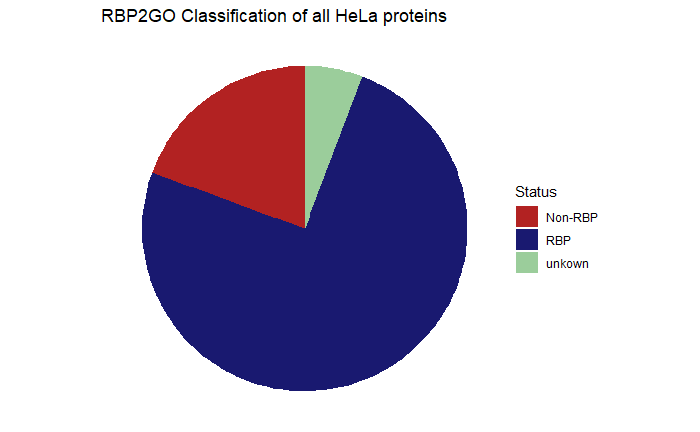 RBP2GO Classification of all HeLa proteins
Status
Non-RBP
RBP
unkown